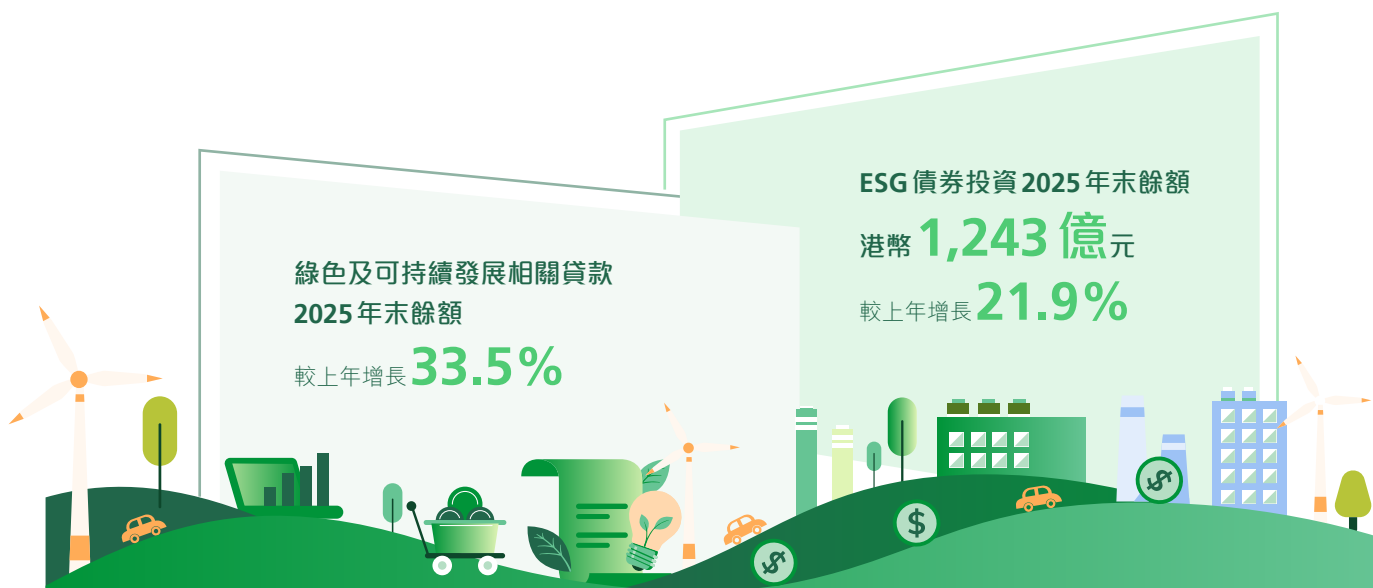 綠色及可持續發展相關貸款
2025年末餘額
較上年增長33.5%
ESG債券投資2025年末餘額
港幣1,243億元
較上年增長21.9%
$
$
$